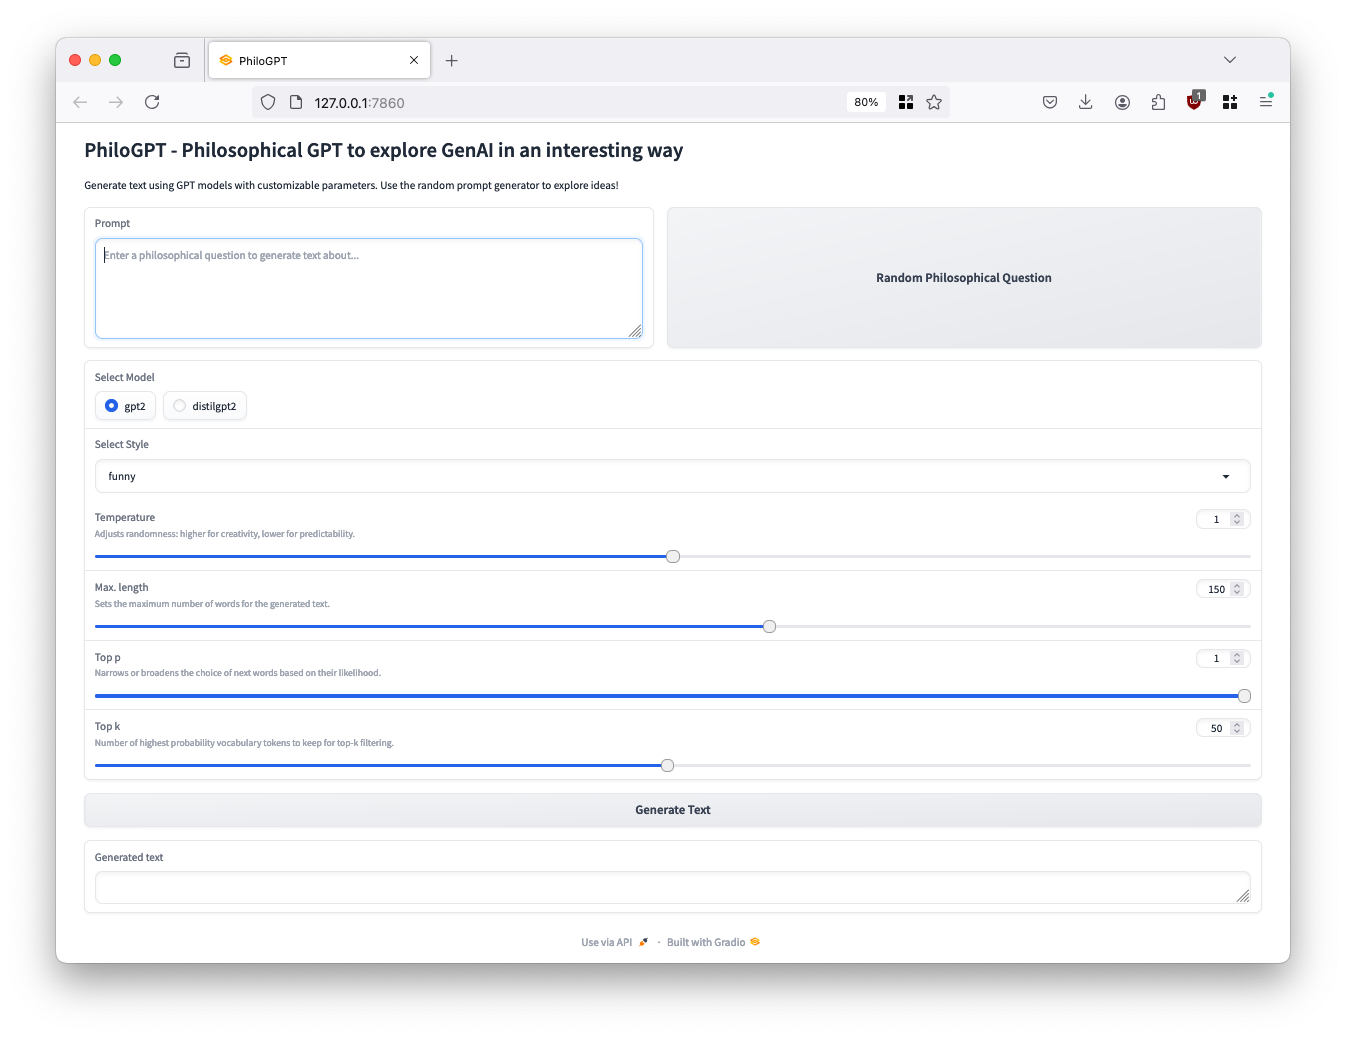 PhiloGPT
127.0.0.1:7860
80%
1
PhiloGPT - Philosophical GPT to explore GenAI in an interesting way
Generate text using GPT models with customizable parameters. Use the random prompt generator to explore ideas!
Prompt
Enter a philosophical question to generate text about...
Random Philosophical Question
Select Model
gpt2
distilgpt2
Select Style
funny
Temperature
1
Adjusts randomness: higher for creativity, lower for predictability.
Max. length
150
Sets the maximum number of words for the generated text.
Top p
1
Narrows or broadens the choice of next words based on their likelihood.
Top k
50
Number of highest probability vocabulary tokens to keep for top-k filtering.
Generate Text
Generated text
Use via API · Built with Gradio